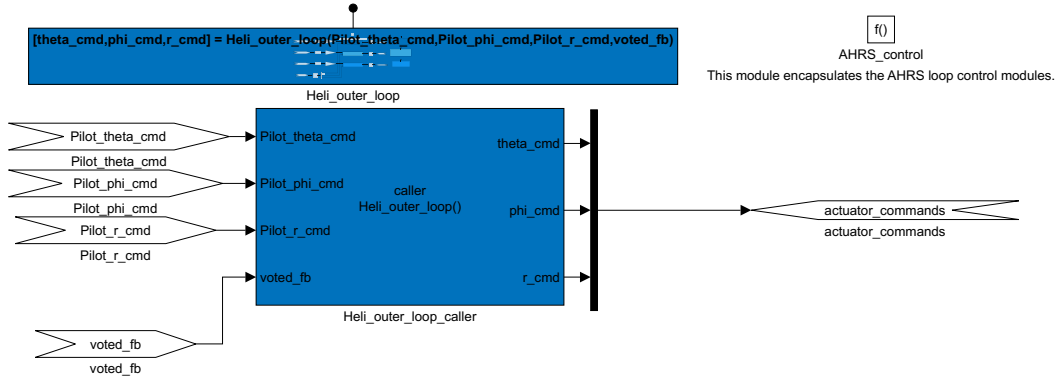 [theta_cmd,phi_cmd,r_cmd] = Heli_outer_loop(Pilot_theta_cmd,Pilot_phi_cmd,Pilot_r_cmd,voted_fb)
Heli_outer_loop
f()
AHRS_control
This module encapsulates the AHRS loop control modules.
Pilot_theta_cmd
Pilot_theta_cmd
Pilot_phi_cmd
Pilot_phi_cmd
Pilot_r_cmd
Pilot_r_cmd
voted_fb
voted_fb
Pilot_theta_cmd
Pilot_phi_cmd
Pilot_r_cmd
voted_fb
caller
Heli_outer_loop()
theta_cmd
phi_cmd
r_cmd
Heli_outer_loop_caller
actuator_commands
actuator_commands